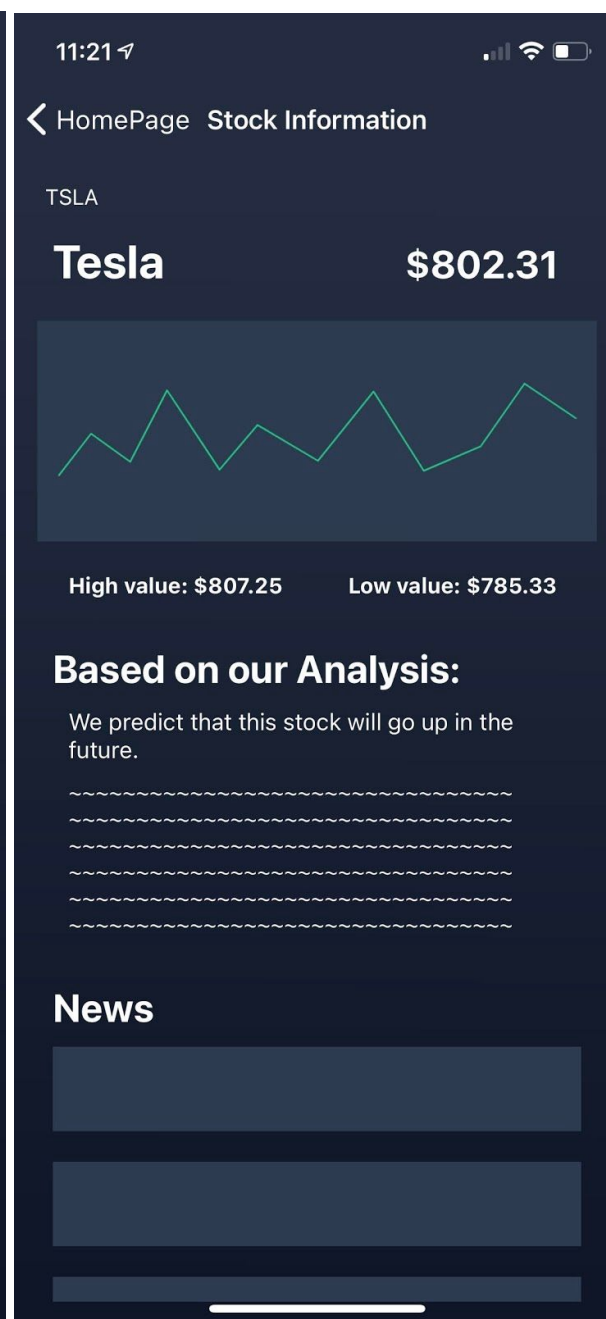 11:21
HomePage Stock Information
TSLA
Tesla $802.31
High value: $807.25 Low value: $785.33
Based on our Analysis:
We predict that this stock will go up in the
future.
~~~~~~~~~~~~~~~~~~~~~~~~~~~~~~~~~
~~~~~~~~~~~~~~~~~~~~~~~~~~~~~~~~~
~~~~~~~~~~~~~~~~~~~~~~~~~~~~~~~~~
~~~~~~~~~~~~~~~~~~~~~~~~~~~~~~~~~
~~~~~~~~~~~~~~~~~~~~~~~~~~~~~~~~~
~~~~~~~~~~~~~~~~~~~~~~~~~~~~~~~~~
News